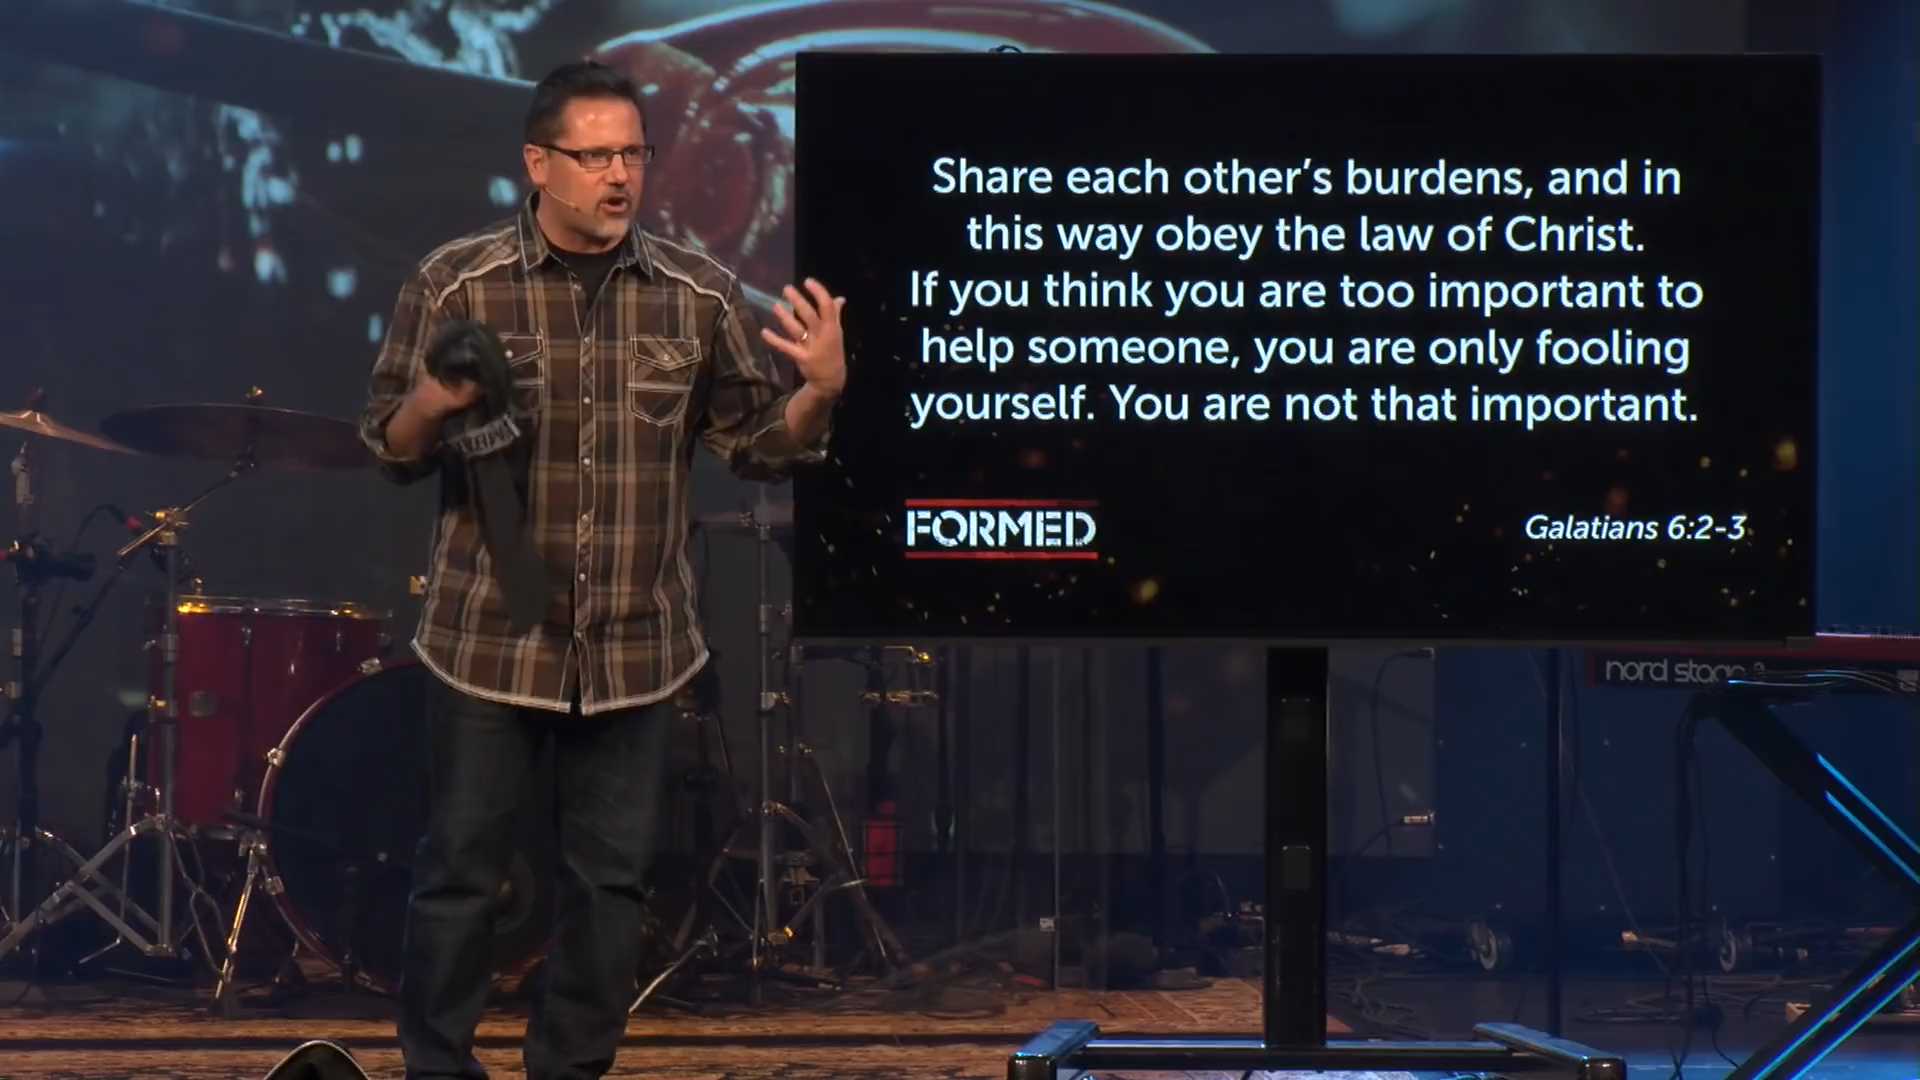 Share each other’s burdens, and in
this way obey the law of Christ.
If you think you are too important to
help someone, you are only fooling
yourself. You are not that important.
FORMED
Galatians 6:2-3
nord stage